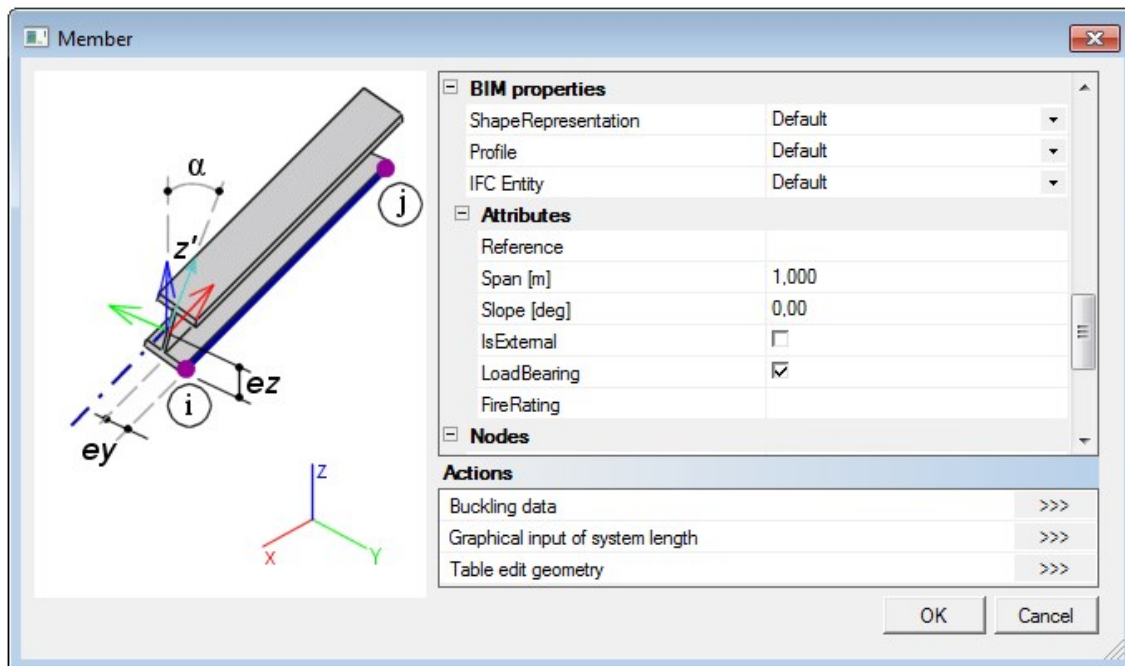 Member
α
z'
j
i
ez
ey
Z
X
Y
BIM properties
ShapeRepresentation Default
Profile Default
IFC Entity Default
Attributes
Reference
Span [m] 1,000
Slope [deg] 0,00
IsExternal
LoadBearing
FireRating
Nodes
Actions
Buckling data >>>
Graphical input of system length >>>
Table edit geometry >>>
OK Cancel